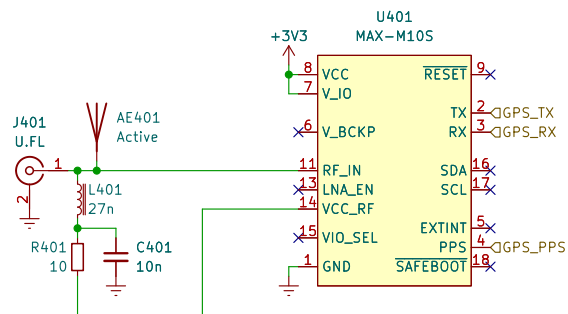 U401
MAX-M10S
+3V3
8 VCC
7 V_IO
6 V_BCKP
11 RF_IN
13 LNA_EN
14 VCC_RF
15 VIO_SEL
1 GND
RESET 9
TX 2 GPS_TX
RX 3 GPS_RX
SDA 16
SCL 17
EXTINT 5
PPS 4 GPS_PPS
SAFEBOOT 18
AE401
Active
J401
U.FL
1
2
L401
27n
R401
10
C401
10n